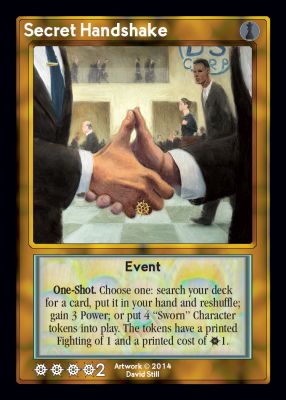 Secret Handshake
DS
CORP
Event
One-Shot. Choose one: search your deck
for a card, put it in your hand and reshuffle;
gain 3 Power; or put 4 “Sworn” Character
tokens into play. The tokens have a printed
Fighting of 1 and a printed cost of 1.
2
Artwork © 2014
David Still